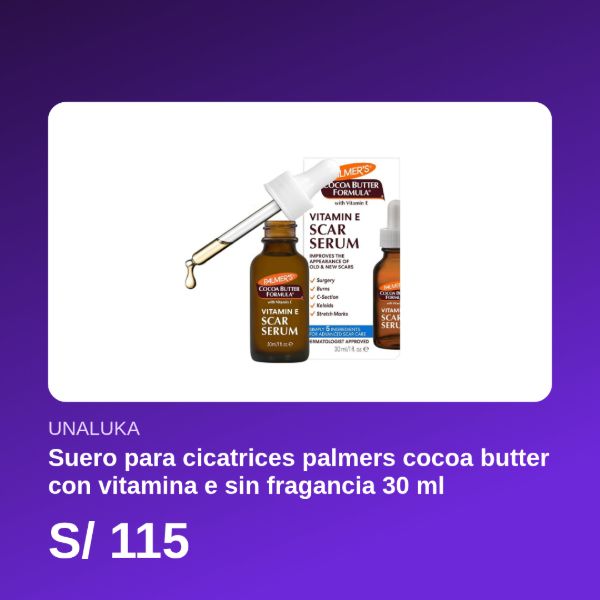 PALMER'S
COCOA BUTTER
FORMULA®
with Vitamin E
VITAMIN E
SCAR
SERUM
IMPROVES THE
APPEARANCE OF
OLD & NEW SCARS
✓ Surgery
✓ Burns
✓ C-Section
✓ Keloids
✓ Stretch Marks
SIMPLY 5 INGREDIENTS
FOR ADVANCED SCAR CARE
DERMATOLOGIST APPROVED
30ml/1 fl. oz ℮
PALMER'S
COCOA BUTTER
FORMULA®
with Vitamin E
VITAMIN E
SCAR
SERUM
30ml/1 fl. oz ℮
UNALUKA
Suero para cicatrices palmers cocoa butter
con vitamina e sin fragancia 30 ml
S/ 115